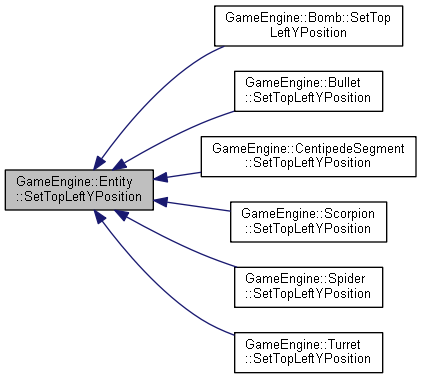 GameEngine::Bomb::SetTop
LeftYPosition
GameEngine::Bullet
::SetTopLeftYPosition
GameEngine::CentipedeSegment
::SetTopLeftYPosition
GameEngine::Entity
::SetTopLeftYPosition
GameEngine::Scorpion
::SetTopLeftYPosition
GameEngine::Spider
::SetTopLeftYPosition
GameEngine::Turret
::SetTopLeftYPosition